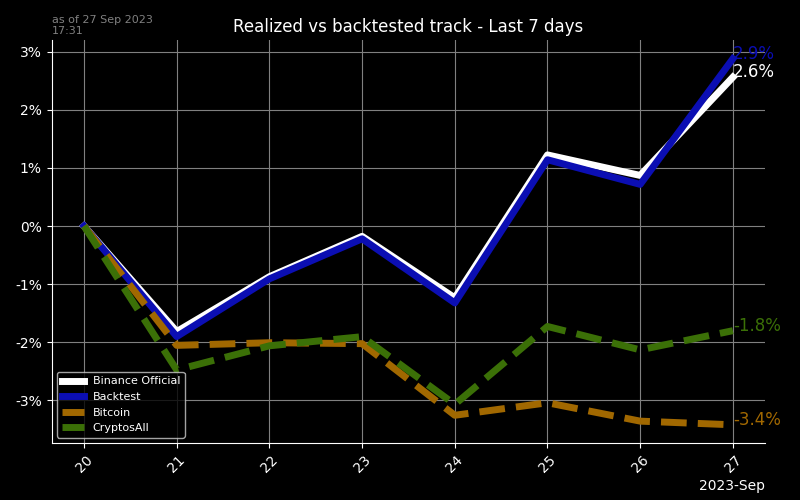 as of 27 Sep 2023
17:31
Realized vs backtested track - Last 7 days
3%
2%
1%
0%
-1%
-2%
-3%
2.9%
2.6%
-1.8%
-3.4%
Binance Official
Backtest
Bitcoin
CryptosAll
20
21
22
23
24
25
26
27
2023-Sep